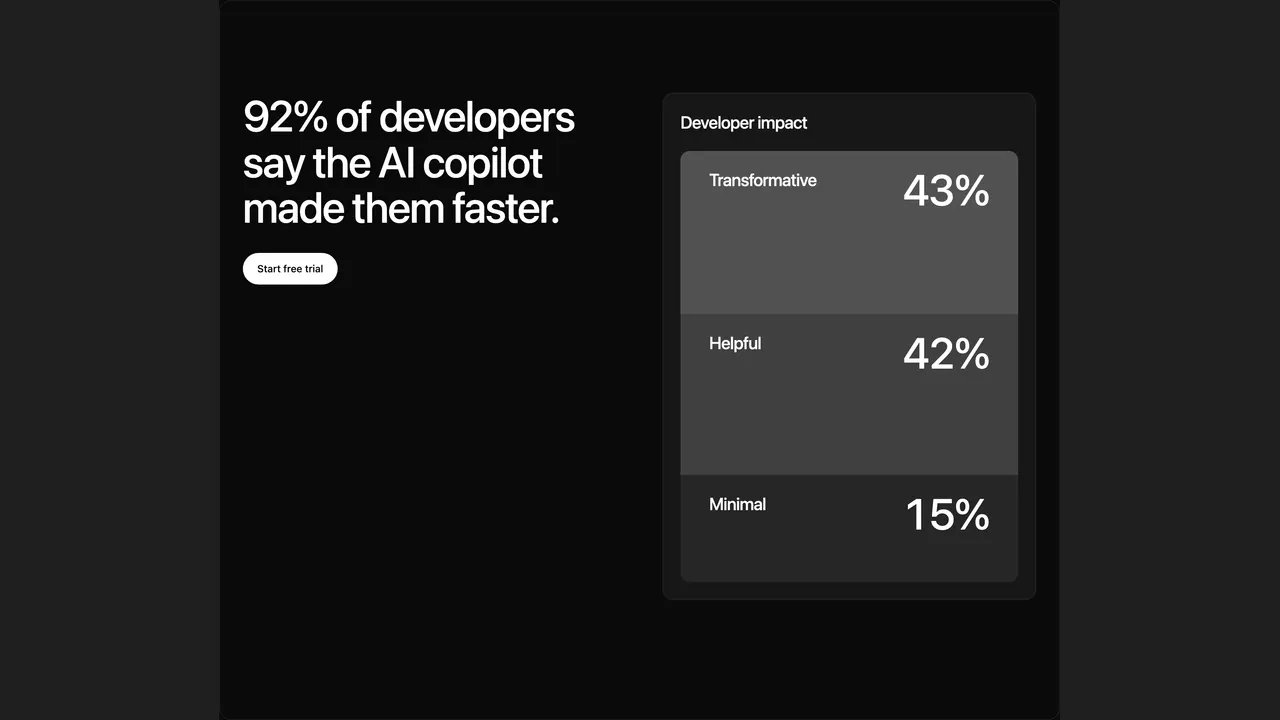 92% of developers
say the AI copilot
made them faster.
Start free trial
Developer impact
Transformative
43%
Helpful
42%
Minimal
15%